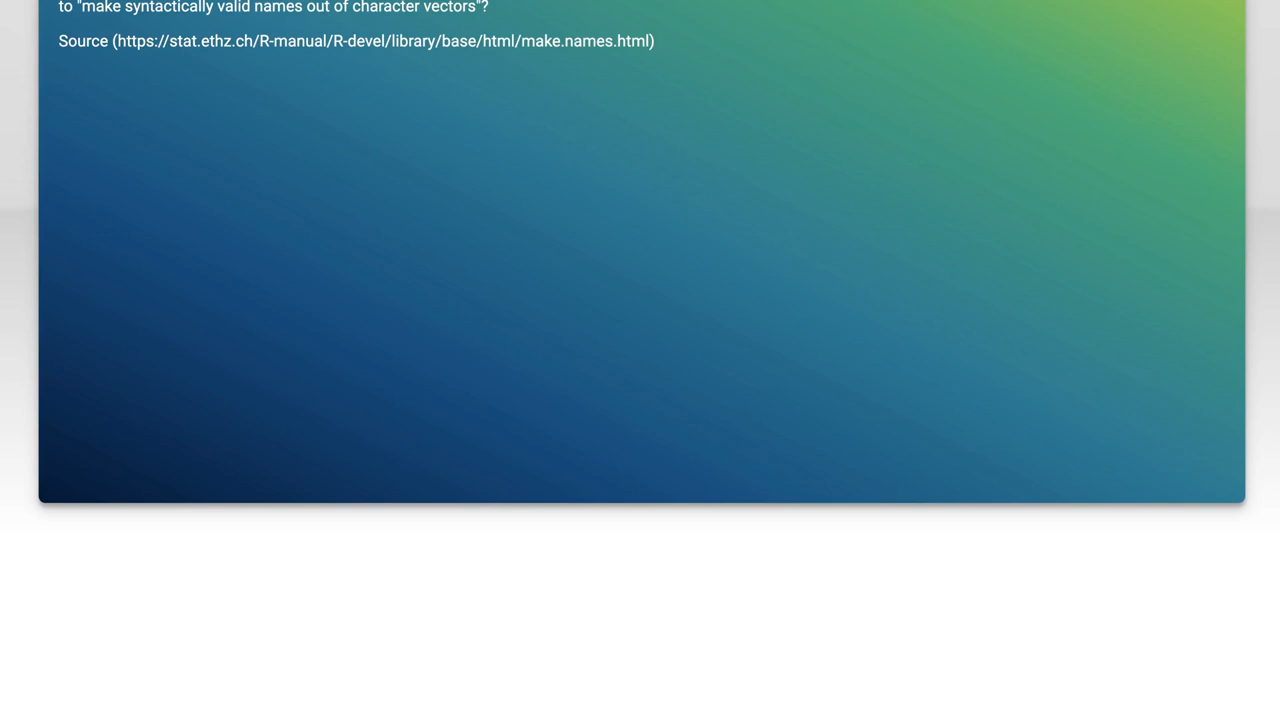 to "make syntactically valid names out of character vectors"?
Source (https://stat.ethz.ch/R-manual/R-devel/library/base/html/make.names.html)